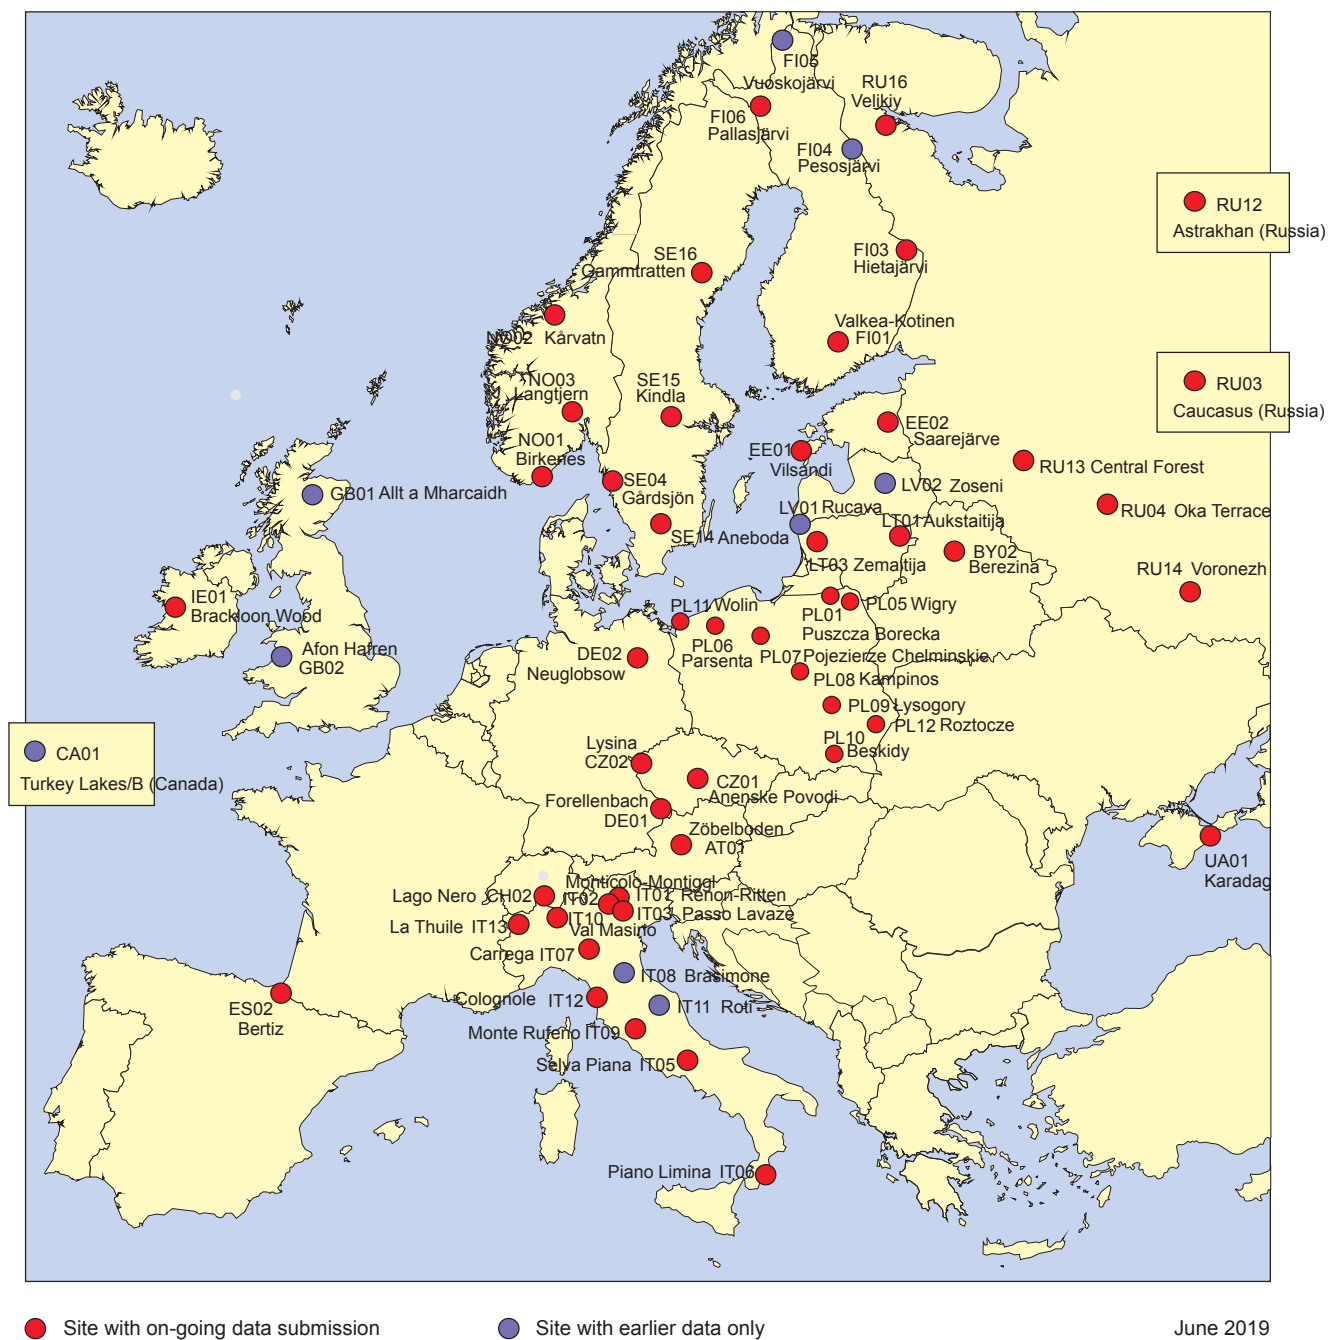 FI05
Vuoskojärvi
RU16
Velikiy
FI06
Pallasjärvi
FI04
Pesosjärvi
RU12
Astrakhan (Russia)
SE16
Gammtratten
FI03
Hietajärvi
NO02 Kårvatn
Valkea-Kotinen
FI01
NO03
Langtjern
SE15
Kindla
RU03
Caucasus (Russia)
EE02
Saarejärve
NO01
Birkenes
EE01
Vilsandi
RU13 Central Forest
SE04
Gårdsjön
GB01 Allt a Mharcaidh
LV02 Zoseni
LV01 Rucava
RU04 Oka Terrace
SE14 Aneboda
LT01 Aukstaitija
LT03 Zemaitija
BY02
Berezina
RU14 Voronezh
IE01
Brackloon Wood
PL11 Wolin
PL01
Puszcza Borecka
PL05 Wigry
PL06
Parsenta
Afon Hafren
GB02
DE02
Neuglobsow
PL07 Pojezierze Chelminskie
PL08 Kampinos
PL09 Lysogory
PL12 Roztocze
PL10
Beskidy
CA01
Turkey Lakes/B (Canada)
Lysina
CZ02
CZ01
Anenske Povodi
Forellenbach
DE01
Zöbelboden
AT01
UA01
Karadag
Monticolo-Montiggl
Lago Nero CH02
IT02
IT01 Renon-Ritten
IT03 Passo Lavaze
La Thuile IT13
IT10
Val Masino
Carrega IT07
IT08 Brasimone
ES02
Bertiz
Colognole IT12
IT11 Roti
Monte Rufeno IT09
Selva Piana IT05
Piano Limina IT06
Site with on-going data submission
Site with earlier data only
June 2019